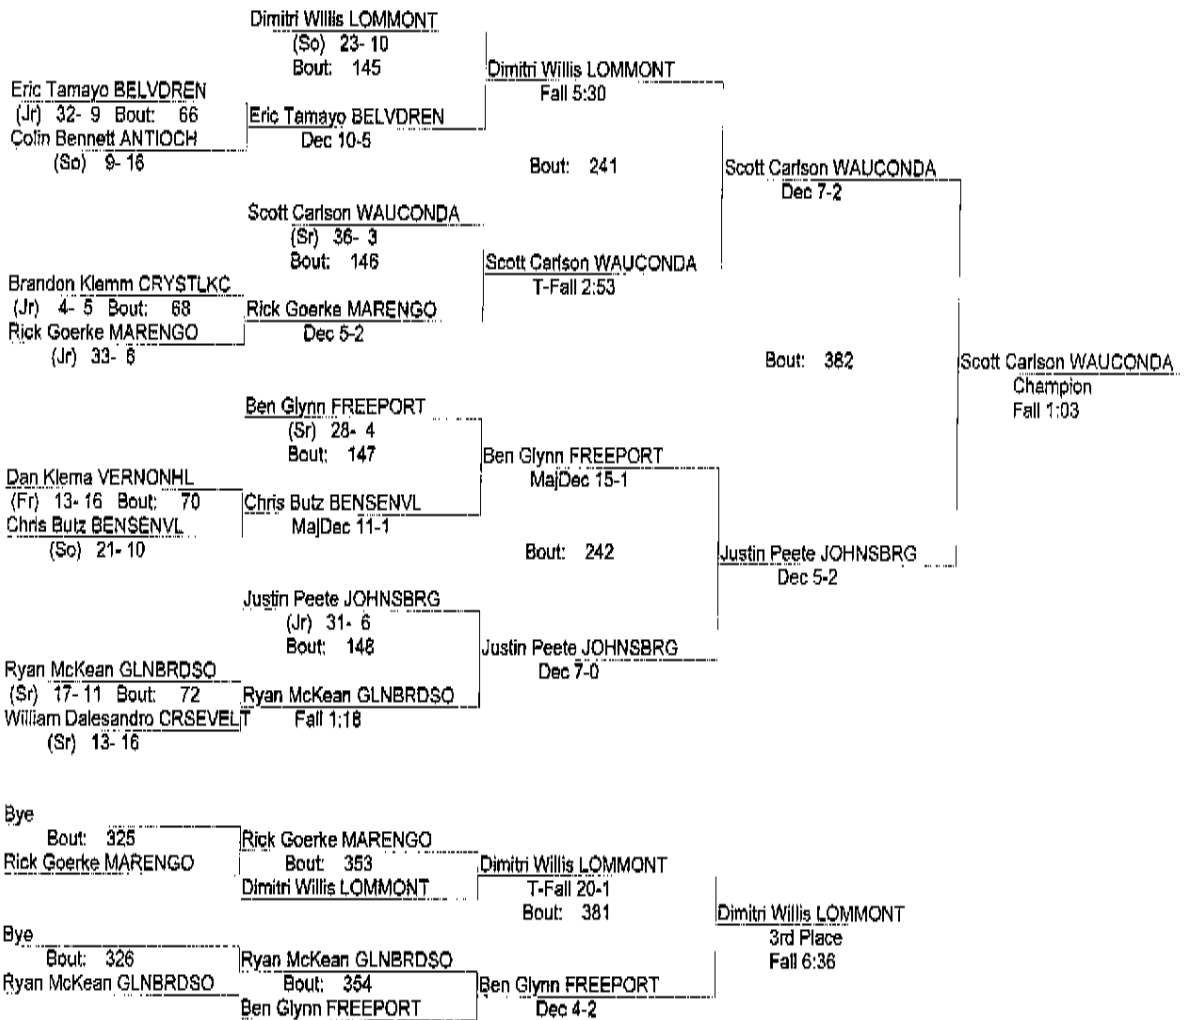 Dimitri Willis LOMMONT
(So) 23- 10
Bout: 145
Dimitri Willis LOMMONT
Fall 5:30
Eric Tamayo BELVDREN
(Jr) 32- 9 Bout: 66
Eric Tamayo BELVDREN
Colin Bennett ANTIOCH
Dec 10-5
(So) 9- 16
Bout: 241
Scott Carlson WAUCONDA
Dec 7-2
Scott Carlson WAUCONDA
(Sr) 36- 3
Bout: 146
Scott Carlson WAUCONDA
T-Fall 2:53
Brandon Klemm CRYSTLKC
(Jr) 4- 5 Bout: 68
Rick Goerke MARENGO
Rick Goerke MARENGO
Dec 5-2
(Jr) 33- 6
Bout: 382
Scott Carlson WAUCONDA
Champion
Fall 1:03
Ben Glynn FREEPORT
(Sr) 28- 4
Bout: 147
Ben Glynn FREEPORT
MajDec 15-1
Dan Klema VERNONHL
(Fr) 13- 16 Bout: 70
Chris Butz BENSENVL
Chris Butz BENSENVL
MajDec 11-1
(So) 21- 10
Bout: 242
Justin Peete JOHNSBRG
Dec 5-2
Justin Peete JOHNSBRG
(Jr) 31- 6
Bout: 148
Justin Peete JOHNSBRG
Dec 7-0
Ryan McKean GLNBRDSO
(Sr) 17- 11 Bout: 72
Ryan McKean GLNBRDSO
William Dalesandro CRSEVELT
Fall 1:18
(Sr) 13- 16
Bye
Bout: 325
Rick Goerke MARENGO
Rick Goerke MARENGO
Bout: 353
Dimitri Willis LOMMONT
Dimitri Willis LOMMONT
T-Fall 20-1
Bout: 381
Dimitri Willis LOMMONT
3rd Place
Fall 6:36
Bye
Bout: 326
Ryan McKean GLNBRDSO
Ryan McKean GLNBRDSO
Bout: 354
Ben Glynn FREEPORT
Ben Glynn FREEPORT
Dec 4-2